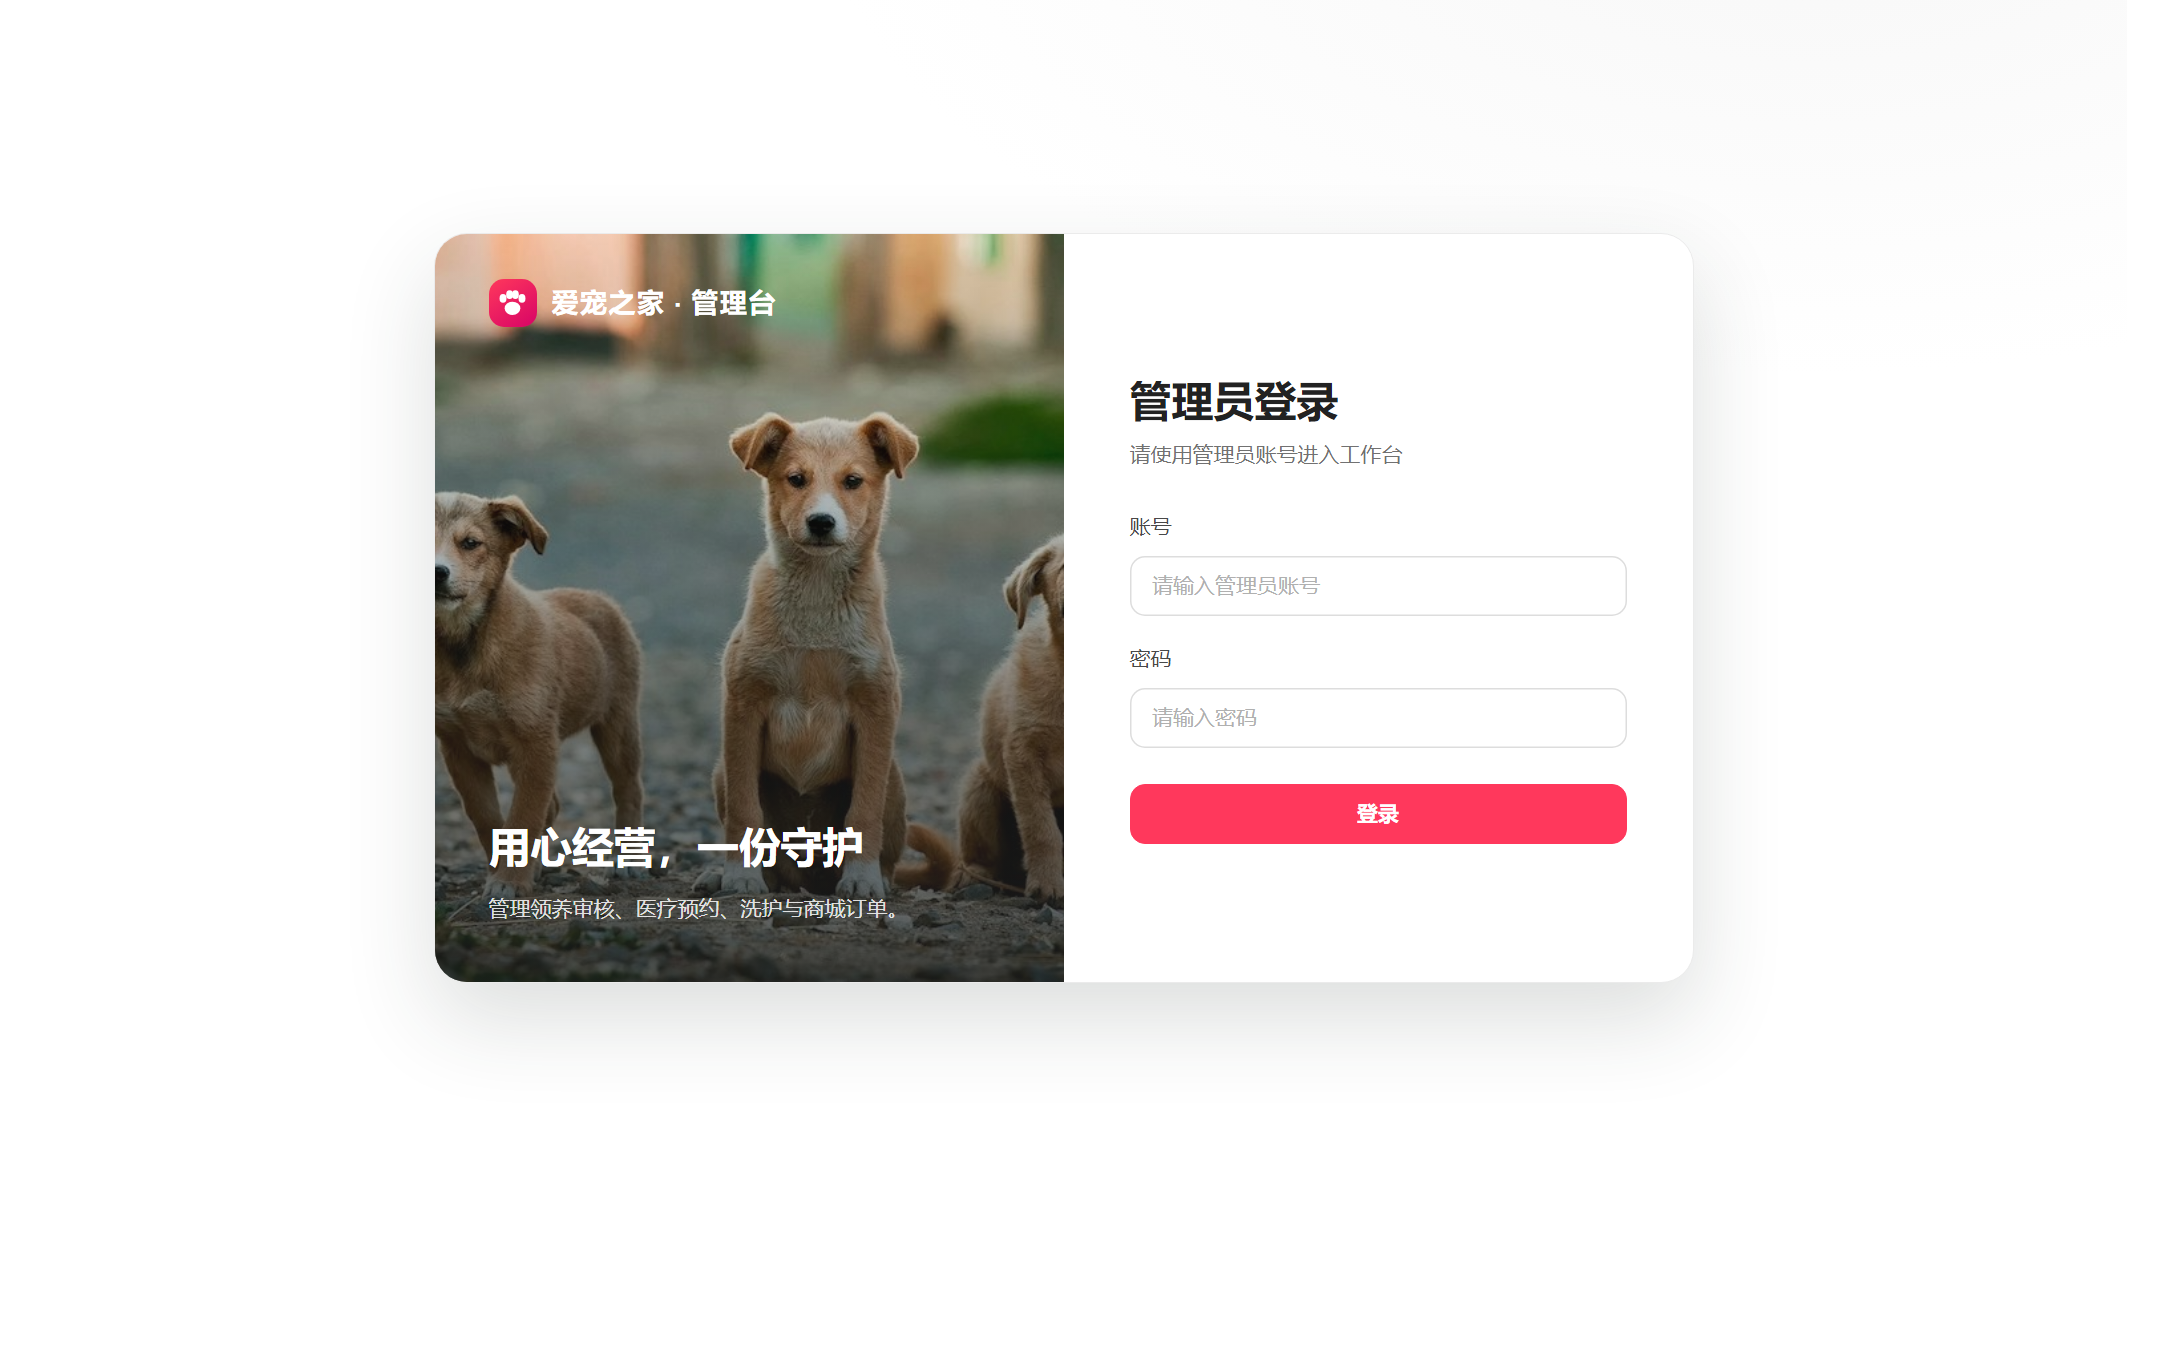 爱宠之家 · 管理台
用心经营，一份守护
管理领养审核、医疗预约、洗护与商城订单。
管理员登录
请使用管理员账号进入工作台
账号
请输入管理员账号
密码
请输入密码
登录